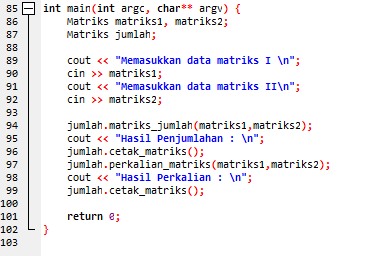 85 int main(int argc, char** argv) {
86 Matriks matriks1, matriks2;
87 Matriks jumlah;
88
89 cout << "Memasukkan data matriks I \n";
90 cin >> matriks1;
91 cout << "Memasukkan data matriks II\n";
92 cin >> matriks2;
93
94 jumlah.matriks_jumlah(matriks1,matriks2);
95 cout << "Hasil Penjumlahan : \n";
96 jumlah.cetak_matriks();
97 jumlah.perkalian_matriks(matriks1,matriks2);
98 cout << "Hasil Perkalian : \n";
99 jumlah.cetak_matriks();
100
101 return 0;
102 }
103